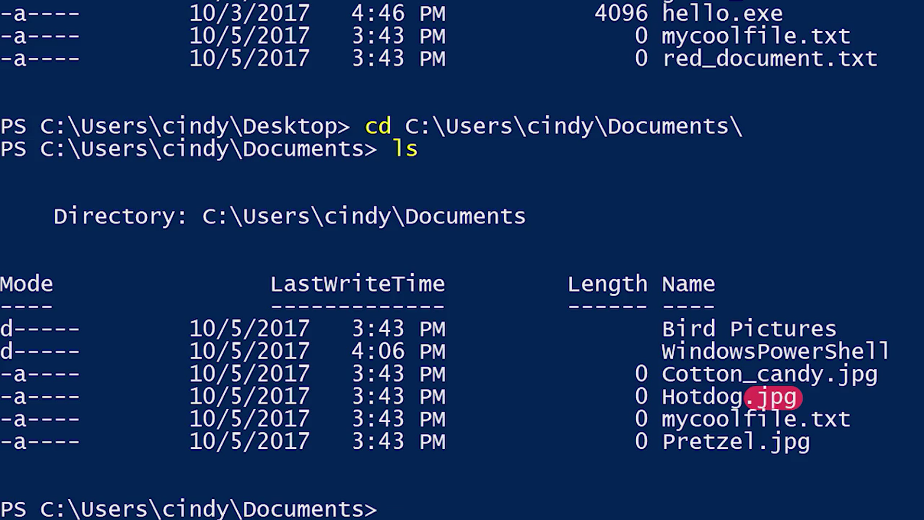 -a---- 10/3/2017 4:46 PM 4096 hello.exe
-a---- 10/5/2017 3:43 PM 0 mycoolfile.txt
-a---- 10/5/2017 3:43 PM 0 red_document.txt
PS C:\Users\cindy\Desktop> cd C:\Users\cindy\Documents\
PS C:\Users\cindy\Documents> ls
Directory: C:\Users\cindy\Documents
Mode LastWriteTime Length Name
---- ------------- ------ ----
d----- 10/5/2017 3:43 PM Bird Pictures
d----- 10/5/2017 4:06 PM WindowsPowerShell
-a---- 10/5/2017 3:43 PM 0 Cotton_candy.jpg
-a---- 10/5/2017 3:43 PM 0 Hotdog.jpg
-a---- 10/5/2017 3:43 PM 0 mycoolfile.txt
-a---- 10/5/2017 3:43 PM 0 Pretzel.jpg
PS C:\Users\cindy\Documents>